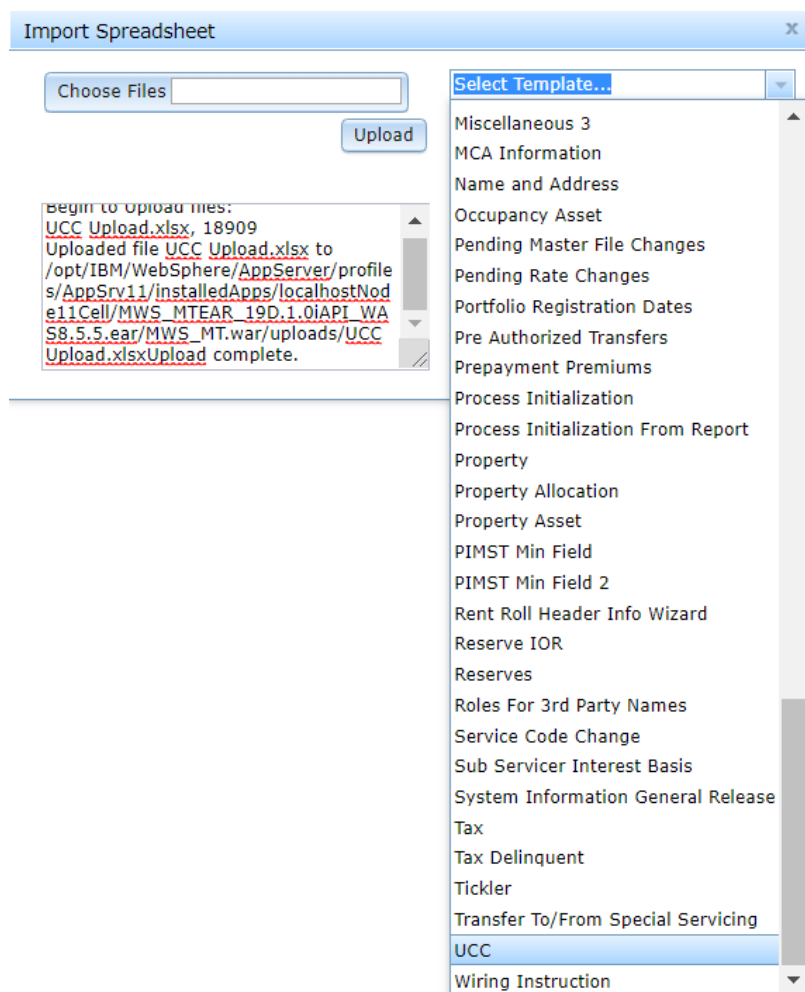 Import Spreadsheet
x
Choose Files
Upload
Begin to Upload files:
UCC Upload.xlsx, 18909
Uploaded file UCC Upload.xlsx to
/opt/IBM/WebSphere/AppServer/profile
s/AppSrv11/installedApps/localhostNod
e11Cell/MWS_MTEAR_19D.1.0iAPI_WA
S8.5.5.ear/MWS_MT.war/uploads/UCC
Upload.xlsxUpload complete.
Select Template...
Miscellaneous 3
MCA Information
Name and Address
Occupancy Asset
Pending Master File Changes
Pending Rate Changes
Portfolio Registration Dates
Pre Authorized Transfers
Prepayment Premiums
Process Initialization
Process Initialization From Report
Property
Property Allocation
Property Asset
PIMST Min Field
PIMST Min Field 2
Rent Roll Header Info Wizard
Reserve IOR
Reserves
Roles For 3rd Party Names
Service Code Change
Sub Servicer Interest Basis
System Information General Release
Tax
Tax Delinquent
Tickler
Transfer To/From Special Servicing
UCC
Wiring Instruction